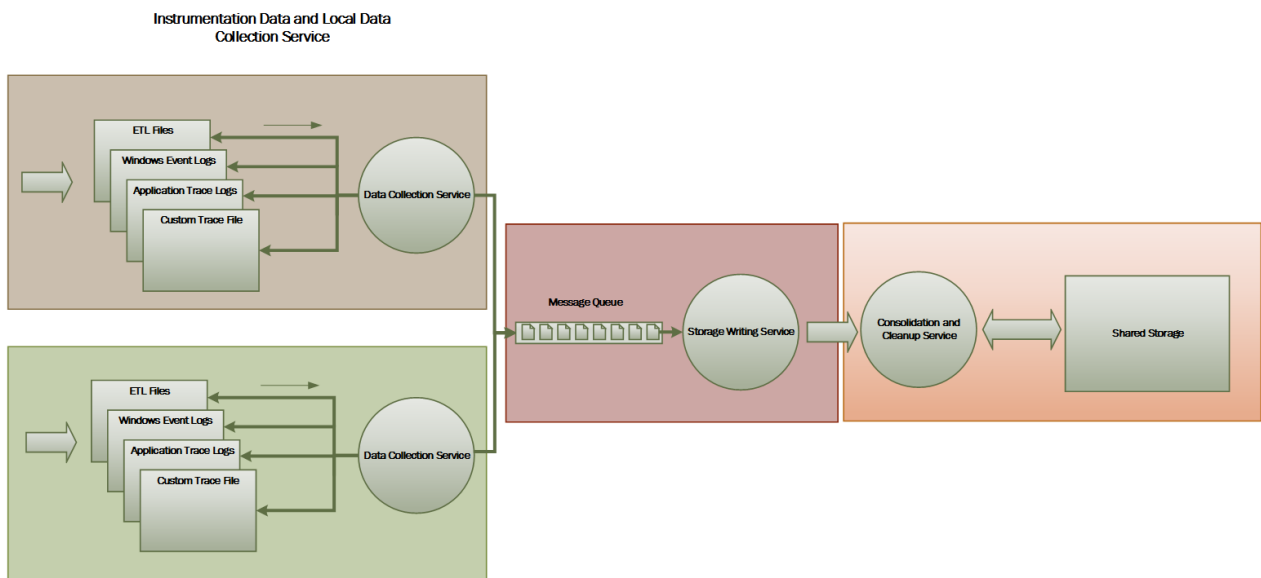 Instrumentation Data and Local Data
Collection Service
ETL Files
Windows Event Logs
Application Trace Logs
Custom Trace File
Data Collection Service
Message Queue
Storage Writing Service
Consolidation and
Cleanup Service
Shared Storage
ETL Files
Windows Event Logs
Application Trace Logs
Custom Trace File
Data Collection Service